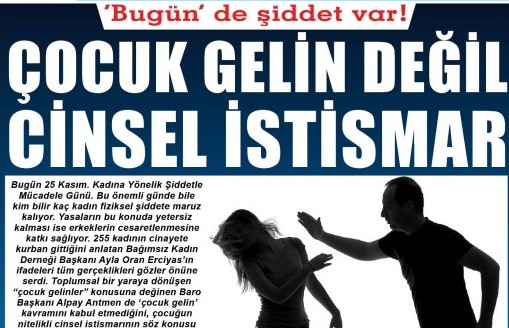 ‘Bugün’ de şiddet var!
ÇOCUK GELİN DEĞİL
CİNSEL İSTİSMAR
Bugün 25 Kasım. Kadına Yönelik Şiddetle
Mücadele Günü. Bu önemli günde bile
kim bilir kaç kadın fiziksel şiddete maruz
kalıyor. Yasaların bu konuda yetersiz
kalması ise erkeklerin cesaretlenmesine
katkı sağlıyor. 255 kadının cinayete
kurban gittiğini anlatan Bağımsız Kadın
Derneği Başkanı Ayla Oran Erciyas’ın
ifadeleri tüm gerçekleri gözler önüne
serdi. Toplumsal bir yaraya dönüşen
“çocuk gelinler” konusuna değinen Baro
Başkanı Alpay Antmen de ‘çocuk gelin’
kavramını kabul etmediğini, çocuğun
nitelikli cinsel istismarının söz konusu